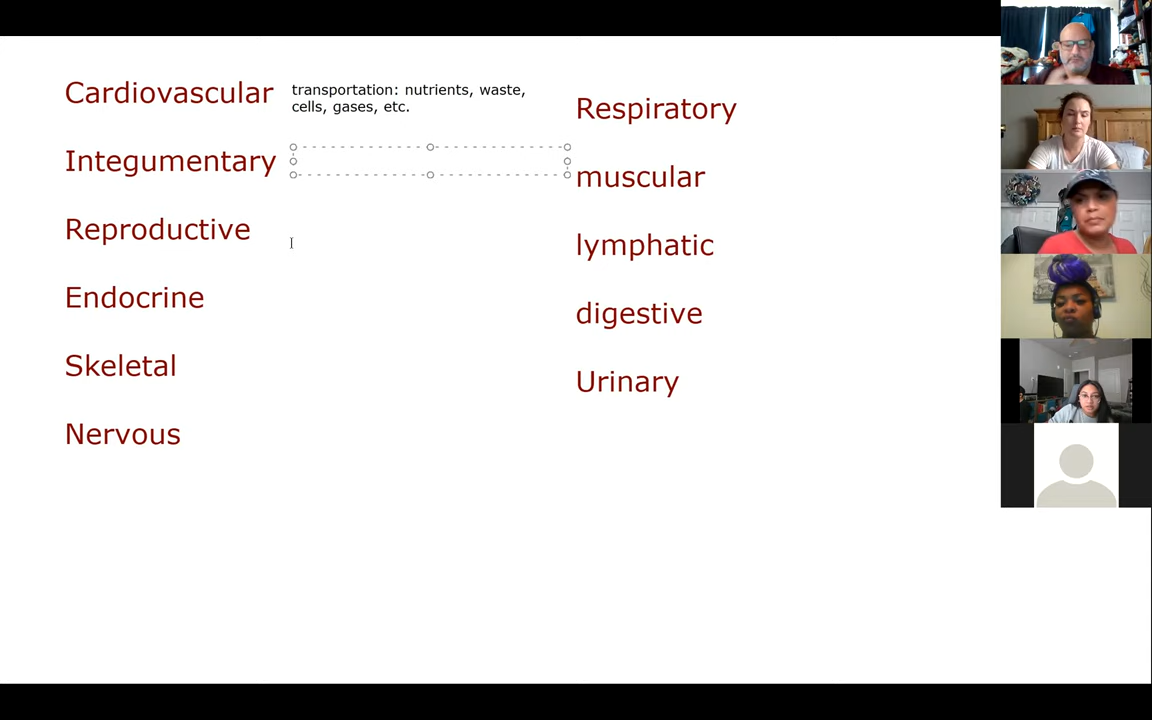 Cardiovascular
transportation: nutrients, waste,
cells, gases, etc.
Integumentary
Reproductive
Endocrine
Skeletal
Nervous
Respiratory
muscular
lymphatic
digestive
Urinary